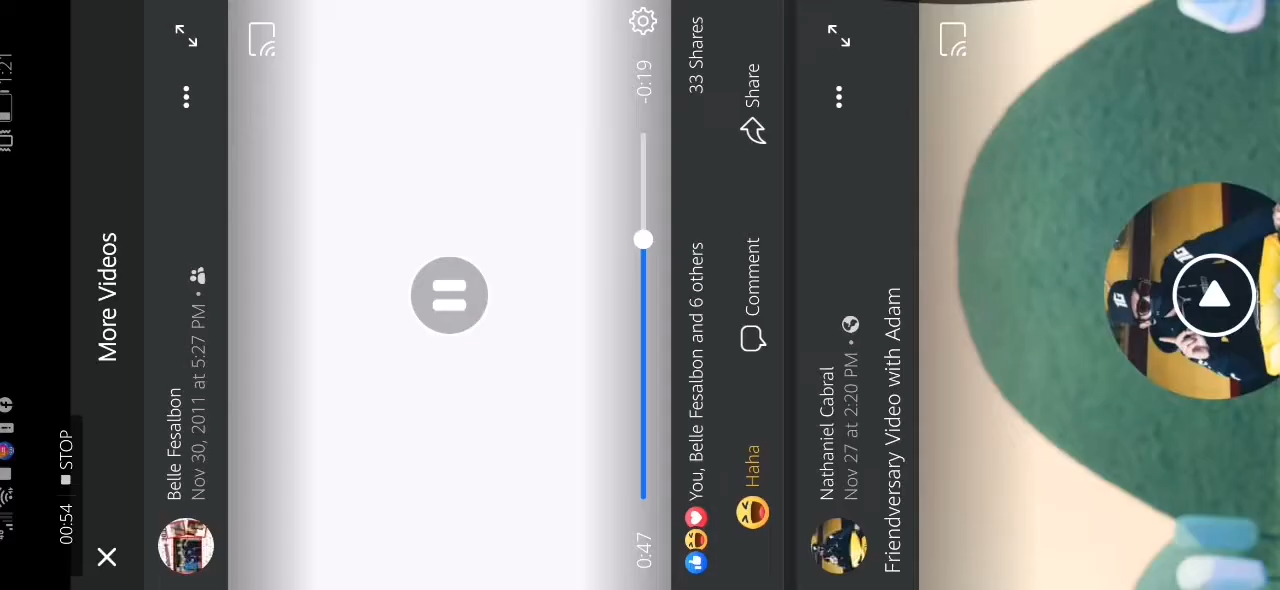 00:54 STOP
More Videos
Belle Fesalbon
Nov 30, 2011 at 5:27 PM •
0:47
-0:19
You, Belle Fesalbon and 6 others
33 Shares
Haha
Comment
Share
Nathaniel Cabral
Nov 27 at 2:20 PM •
Friendversary Video with Adam